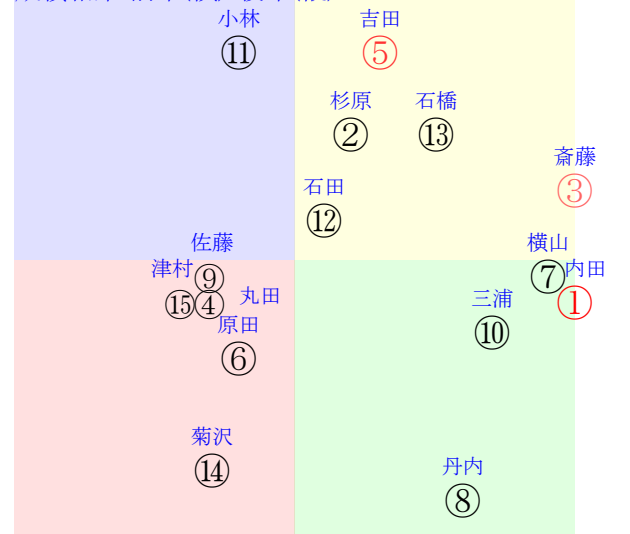 小林
⑪
吉田
⑤
杉原
②
石橋
⑬
斎藤
③
石田
⑫
佐藤
⑨
横山
⑦
津村
⑮
④
丸田
内田
①
三浦
⑩
原田
⑥
菊沢
⑭
丹内
⑧